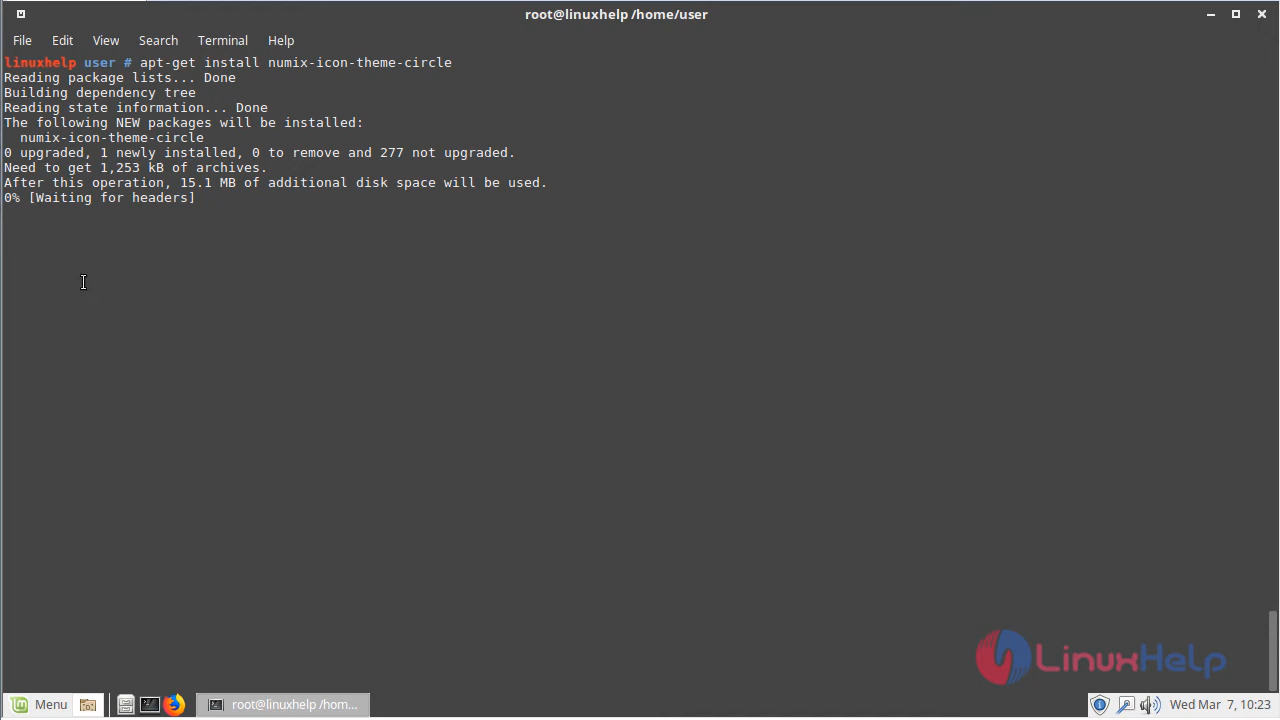 root@linuxhelp /home/user
File Edit View Search Terminal Help
linuxhelp user # apt-get install numix-icon-theme-circle
Reading package lists... Done
Building dependency tree
Reading state information... Done
The following NEW packages will be installed:
  numix-icon-theme-circle
0 upgraded, 1 newly installed, 0 to remove and 277 not upgraded.
Need to get 1,253 kB of archives.
After this operation, 15.1 MB of additional disk space will be used.
0% [Waiting for headers]
LinuxHelp
Menu root@linuxhelp /hom... Wed Mar 7, 10:23